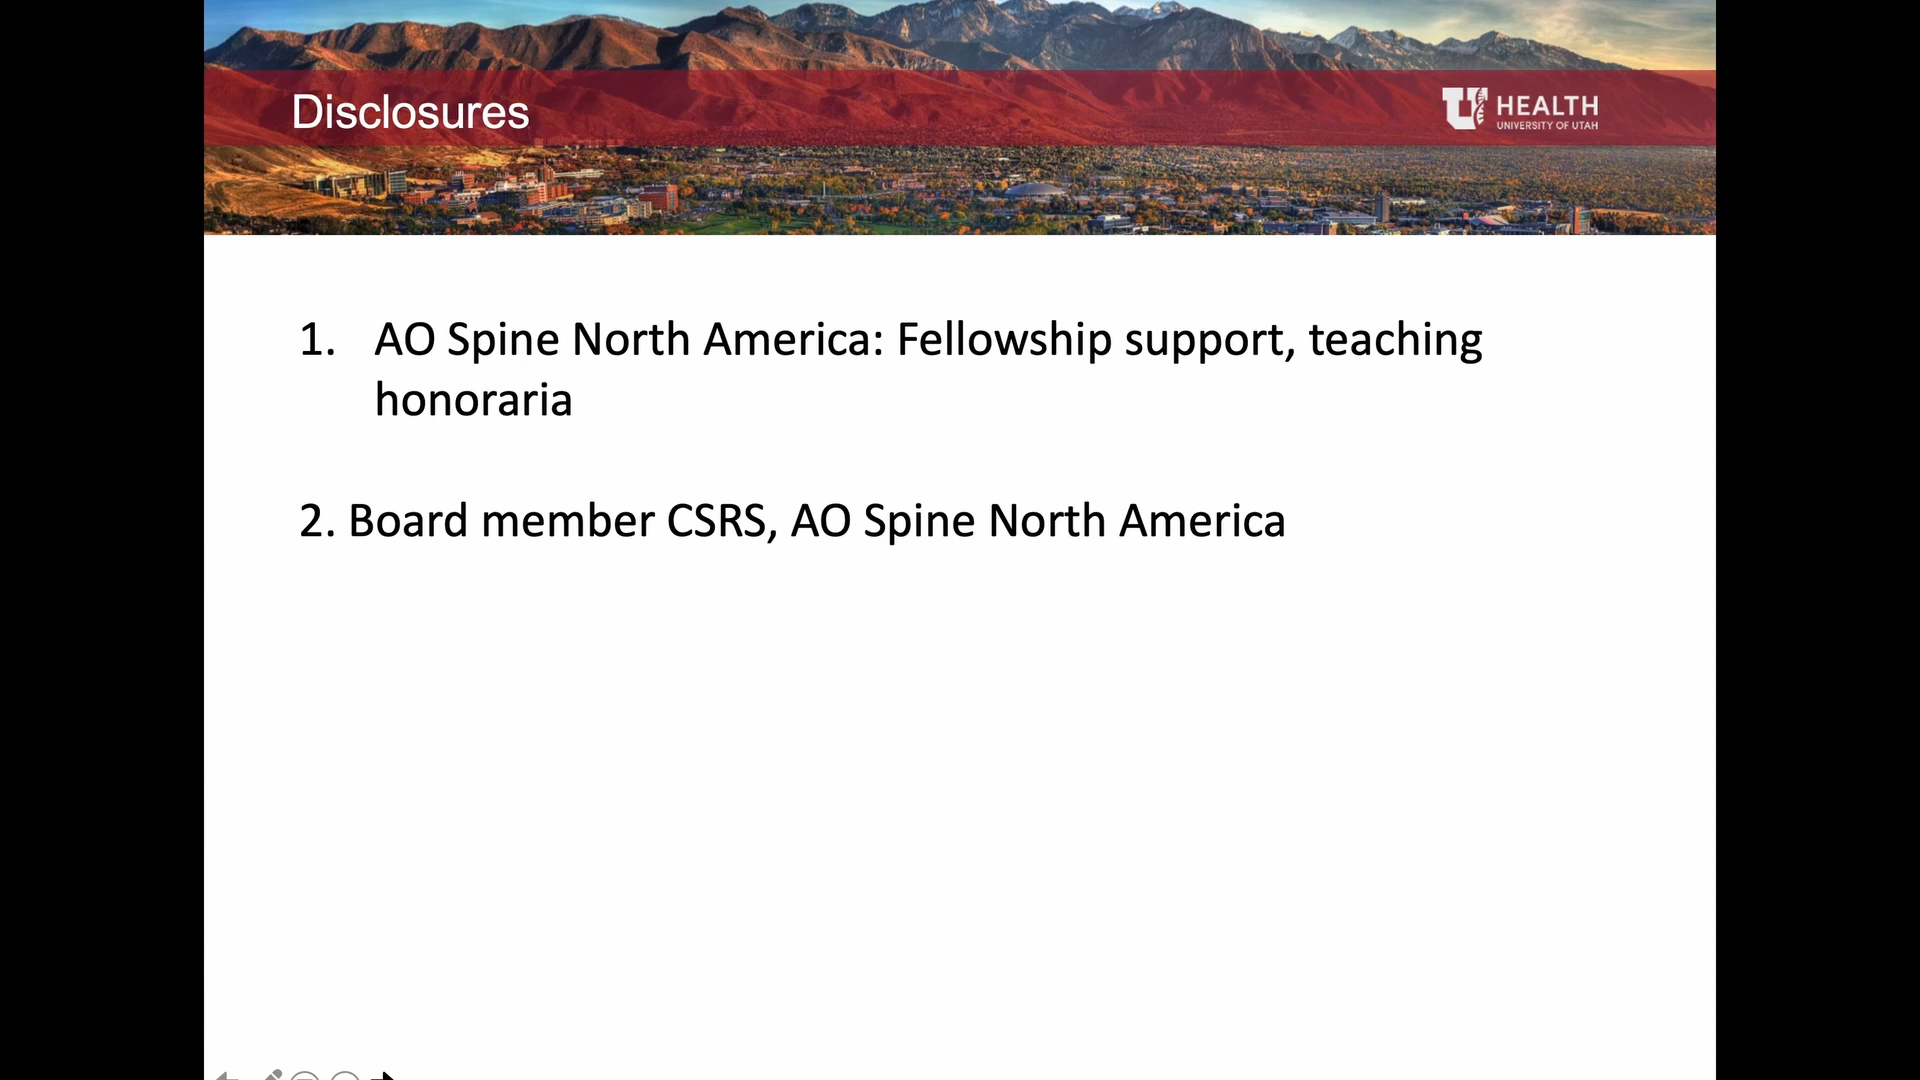 Disclosures
HEALTH
UNIVERSITY OF UTAH
1. AO Spine North America: Fellowship support, teaching
honoraria
2. Board member CSRS, AO Spine North America